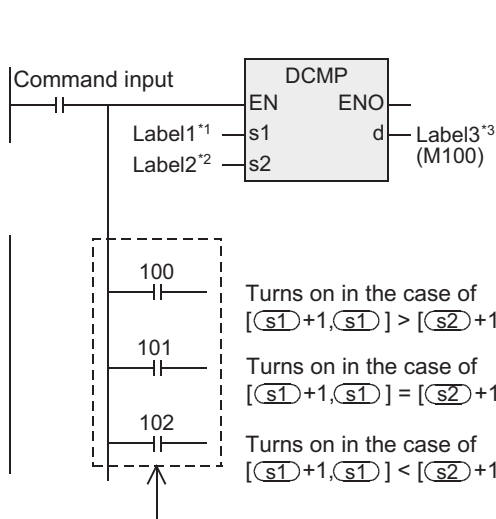 Command input
DCMP
EN ENO
Label1*1 s1 d Label3*3
(M100)
Label2*2 s2
100
Turns on in the case of
[s1+1,s1] > [s2+1
101
Turns on in the case of
[s1+1,s1] = [s2+1
102
Turns on in the case of
[s1+1,s1] < [s2+1